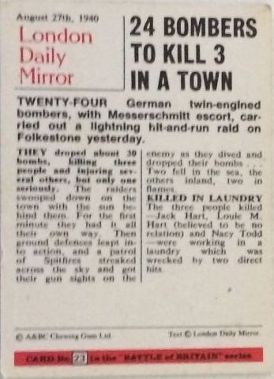 August 27th, 1940
London
Daily
Mirror
24 BOMBERS
TO KILL 3
IN A TOWN
TWENTY-FOUR German twin-engined
bombers, with Messerschmitt escort, car-
ried out a lightning hit-and-run raid on
Folkestone yesterday.
THEY droped about 30
bombs, killing three
people and injuring sev-
eral others, but only one
seriously. The raiders
swooped down on the
town with the sun be-
hind them. For the first
minute they had it all
their own way. Then
ground defences leapt in-
to action, and a patrol
of Spitfires streaked
across the sky and got
their gun sights on the
enemy as they dived and
dropped their bombs ...
Two fell in the sea, the
others inland, two in
flames.
KILLED IN LAUNDRY
The three people killed
—Jack Hart, Louie M.
Hart (believed to be no
relation) and Nacy Todd
—were working in a
laundry which was
wrecked by two direct
hits.
© A&BC Chewing Gum Ltd.
Text © London Daily Mirror.
CARD No 23 in the "BATTLE of BRITAIN" series